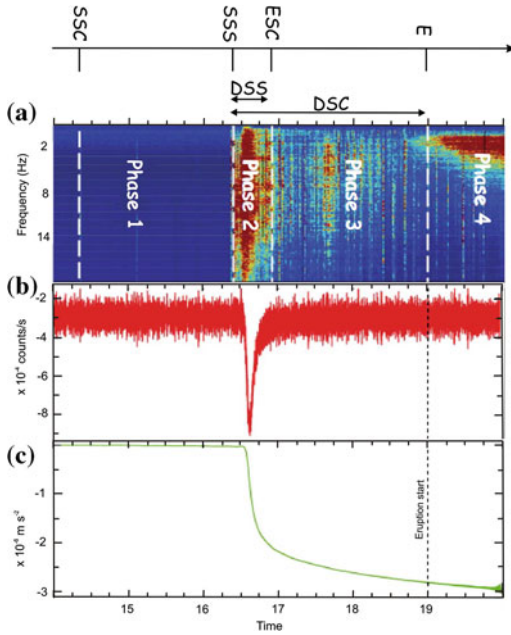 SSC SSS ESC E
DSS
DSC
(a)
Frequency (Hz)
2
8
14
Phase 1
Phase 2
Phase 3
Phase 4
(b)
x 10⁻⁴ counts/s
-2
-4
-6
-8
(c)
x 10⁻⁶ m s⁻²
-1
-2
-3
Eruption start
15 16 17 18 19
Time